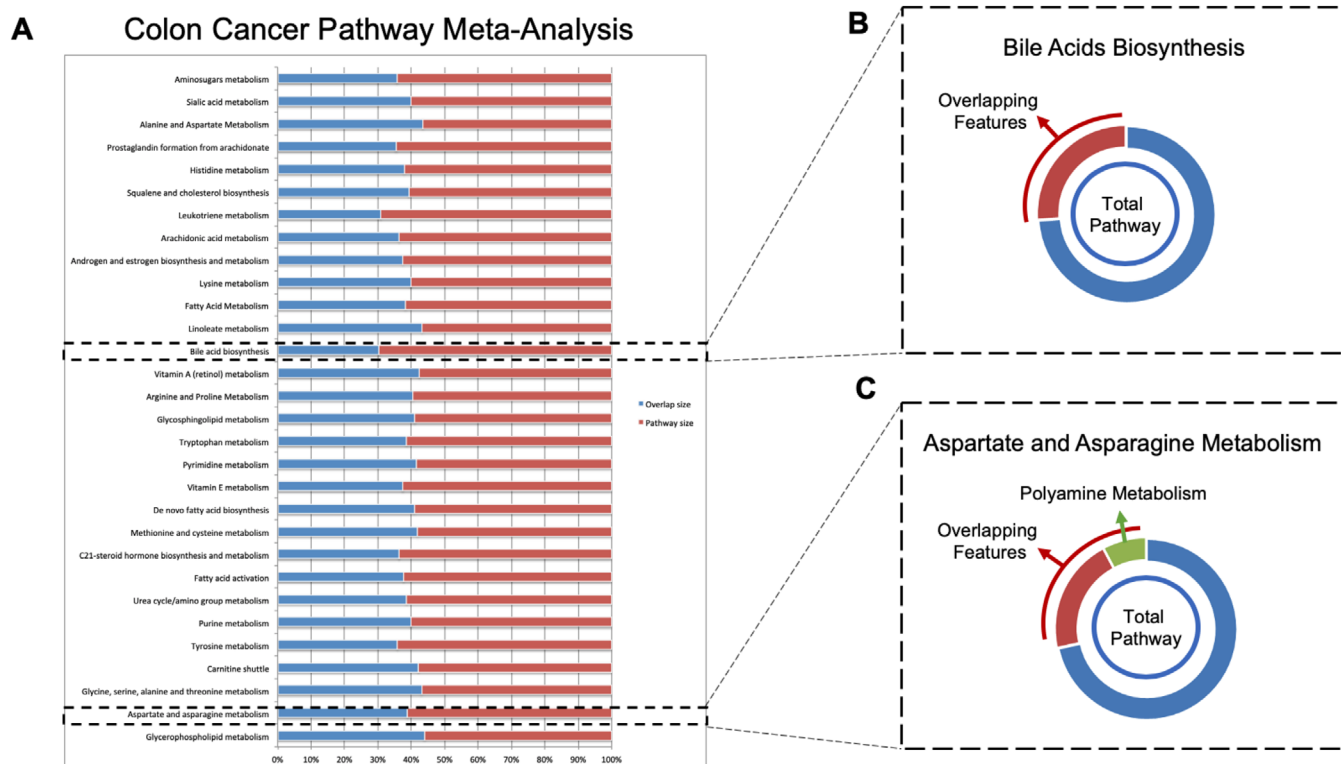 A
Colon Cancer Pathway Meta-Analysis
Aminosugars metabolism
Sialic acid metabolism
Alanine and Aspartate Metabolism
Prostaglandin formation from arachidonate
Histidine metabolism
Squalene and cholesterol biosynthesis
Leukotriene metabolism
Arachidonic acid metabolism
Androgen and estrogen biosynthesis and metabolism
Lysine metabolism
Fatty Acid Metabolism
Linoleate metabolism
Bile acid biosynthesis
Vitamin A (retinol) metabolism
Arginine and Proline Metabolism
Glycosphingolipid metabolism
Tryptophan metabolism
Pyrimidine metabolism
Vitamin E metabolism
De novo fatty acid biosynthesis
Methionine and cysteine metabolism
C21-steroid hormone biosynthesis and metabolism
Fatty acid activation
Urea cycle/amino group metabolism
Purine metabolism
Tyrosine metabolism
Carnitine shuttle
Glycine, serine, alanine and threonine metabolism
Aspartate and asparagine metabolism
Glycerophospholipid metabolism
0% 10% 20% 30% 40% 50% 60% 70% 80% 90% 100%
Overlap size
Pathway size
B
Bile Acids Biosynthesis
Overlapping
Features
Total
Pathway
C
Aspartate and Asparagine Metabolism
Polyamine Metabolism
Overlapping
Features
Total
Pathway